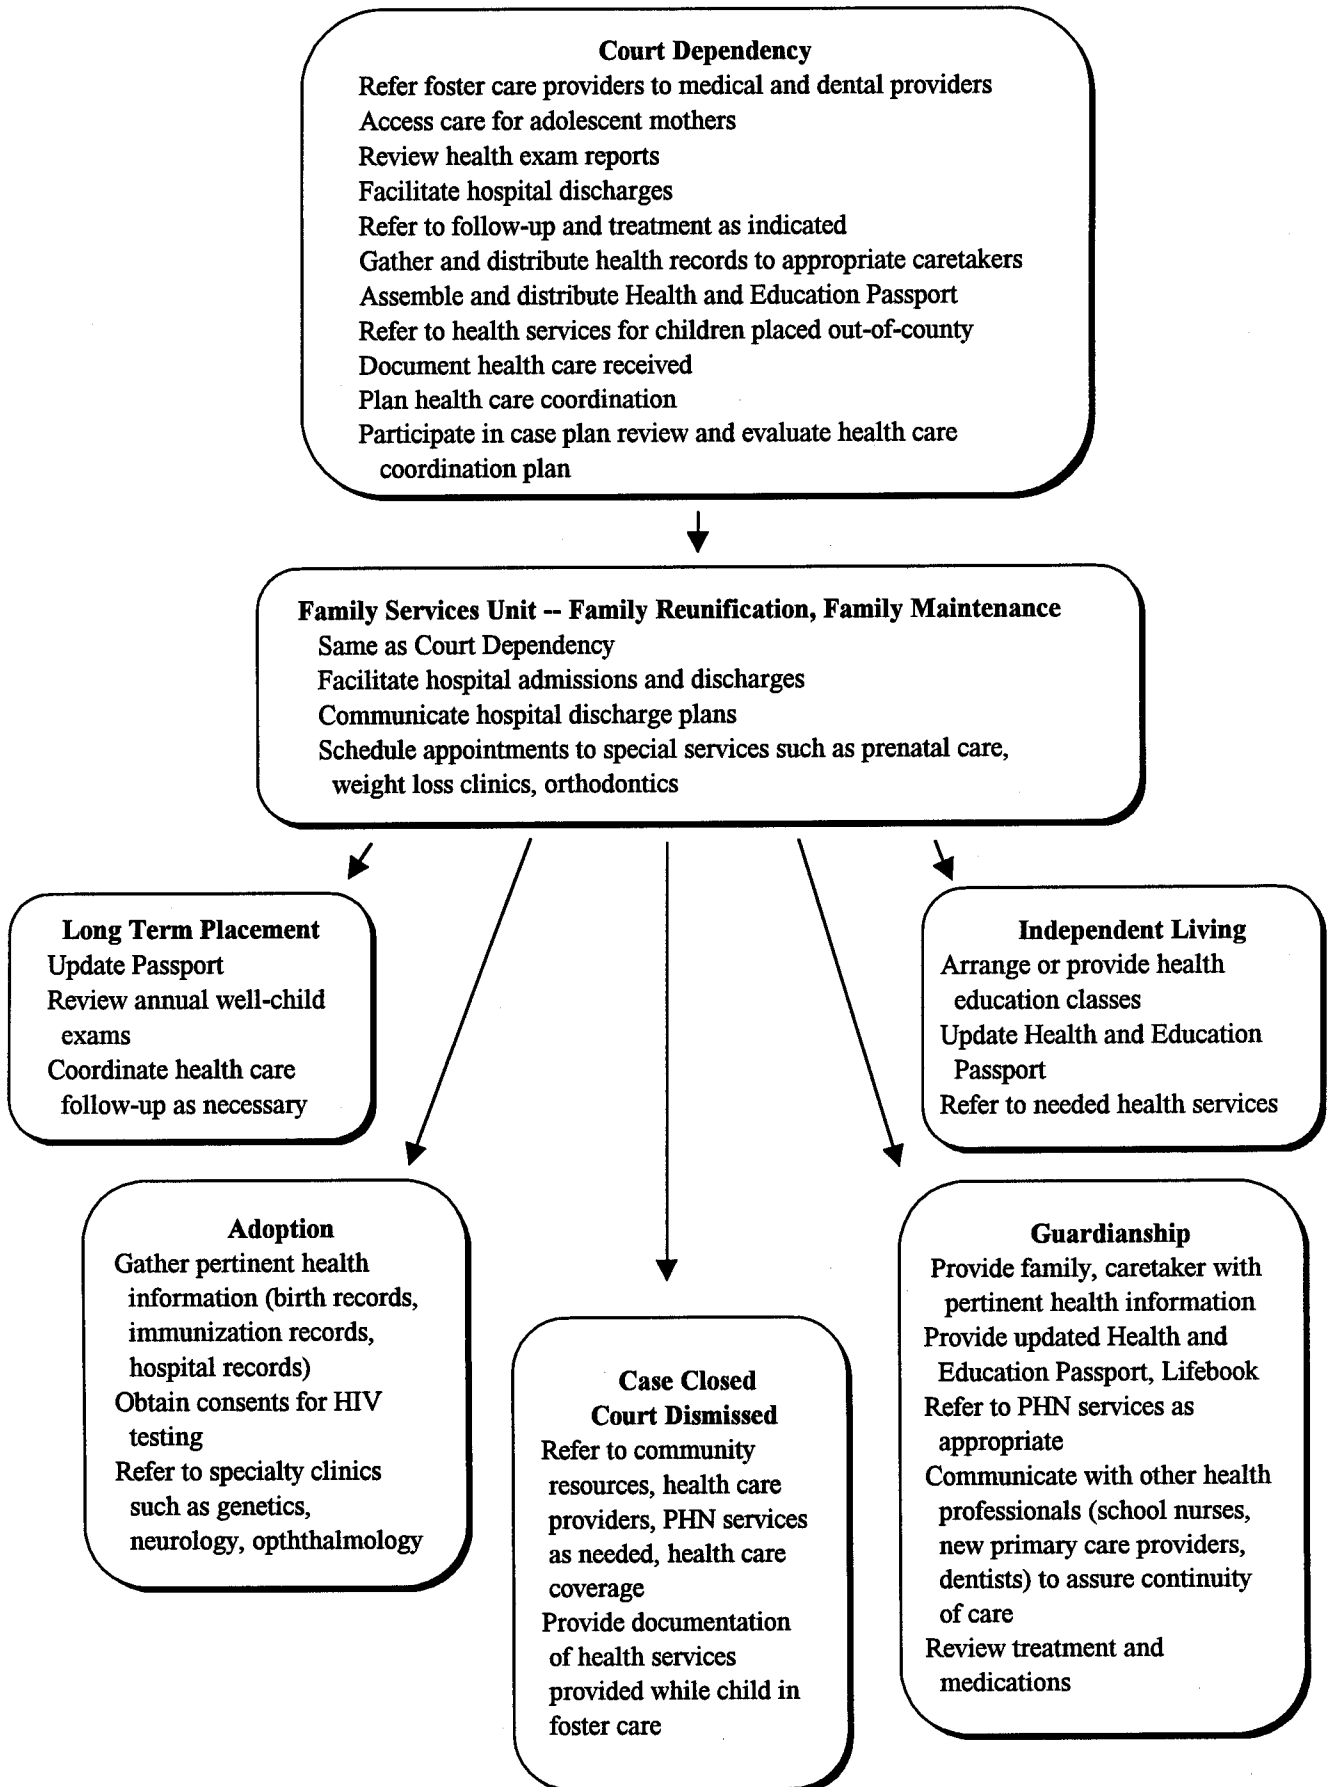 Court Dependency
Refer foster care providers to medical and dental providers
Access care for adolescent mothers
Review health exam reports
Facilitate hospital discharges
Refer to follow-up and treatment as indicated
Gather and distribute health records to appropriate caretakers
Assemble and distribute Health and Education Passport
Refer to health services for children placed out-of-county
Document health care received
Plan health care coordination
Participate in case plan review and evaluate health care
coordination plan
Family Services Unit -- Family Reunification, Family Maintenance
Same as Court Dependency
Facilitate hospital admissions and discharges
Communicate hospital discharge plans
Schedule appointments to special services such as prenatal care,
weight loss clinics, orthodontics
Long Term Placement
Update Passport
Review annual well-child
exams
Coordinate health care
follow-up as necessary
Independent Living
Arrange or provide health
education classes
Update Health and Education
Passport
Refer to needed health services
Adoption
Gather pertinent health
information (birth records,
immunization records,
hospital records)
Obtain consents for HIV
testing
Refer to specialty clinics
such as genetics,
neurology, opththalmology
Case Closed
Court Dismissed
Refer to community
resources, health care
providers, PHN services
as needed, health care
coverage
Provide documentation
of health services
provided while child in
foster care
Guardianship
Provide family, caretaker with
pertinent health information
Provide updated Health and
Education Passport, Lifebook
Refer to PHN services as
appropriate
Communicate with other health
professionals (school nurses,
new primary care providers,
dentists) to assure continuity
of care
Review treatment and
medications